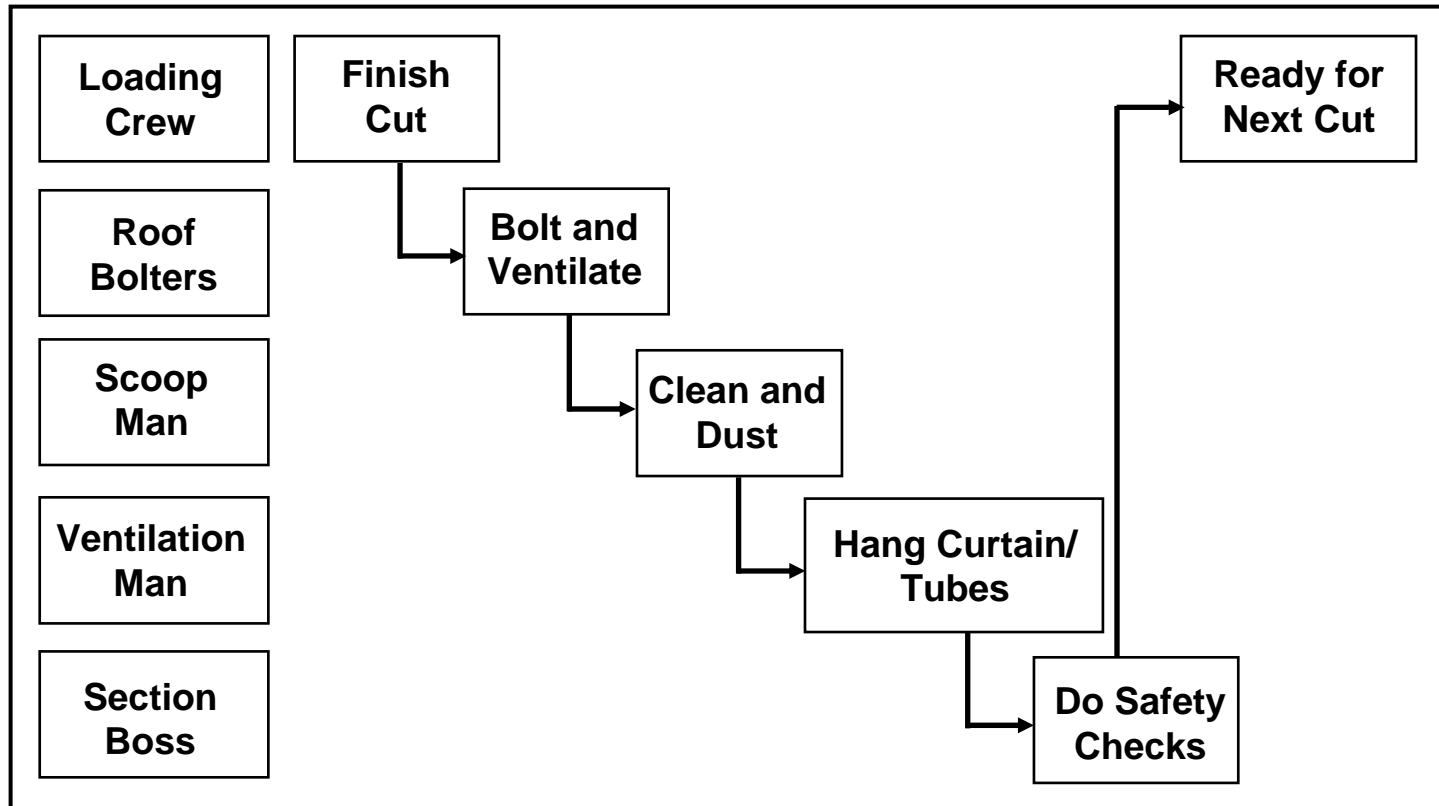 Loading
Crew
Finish
Cut
Ready for
Next Cut
Roof
Bolters
Bolt and
Ventilate
Scoop
Man
Clean and
Dust
Ventilation
Man
Hang Curtain/
Tubes
Section
Boss
Do Safety
Checks